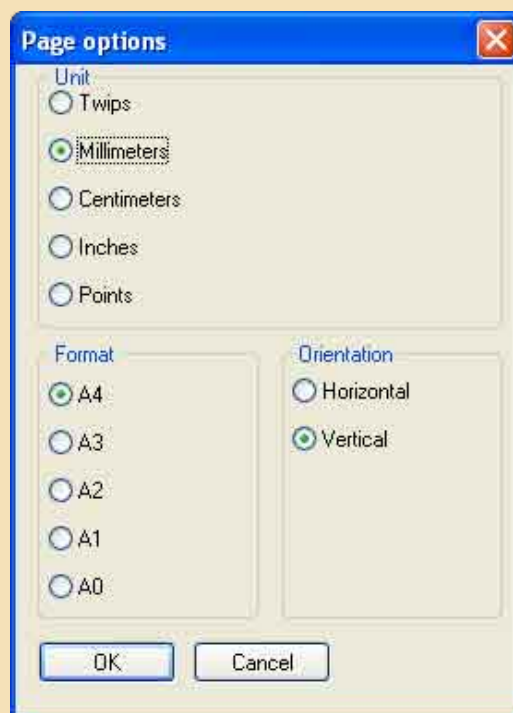 Page options
Unit
Twips
Millimeters
Centimeters
Inches
Points
Format
A4
A3
A2
A1
A0
Orientation
Horizontal
Vertical
OK
Cancel